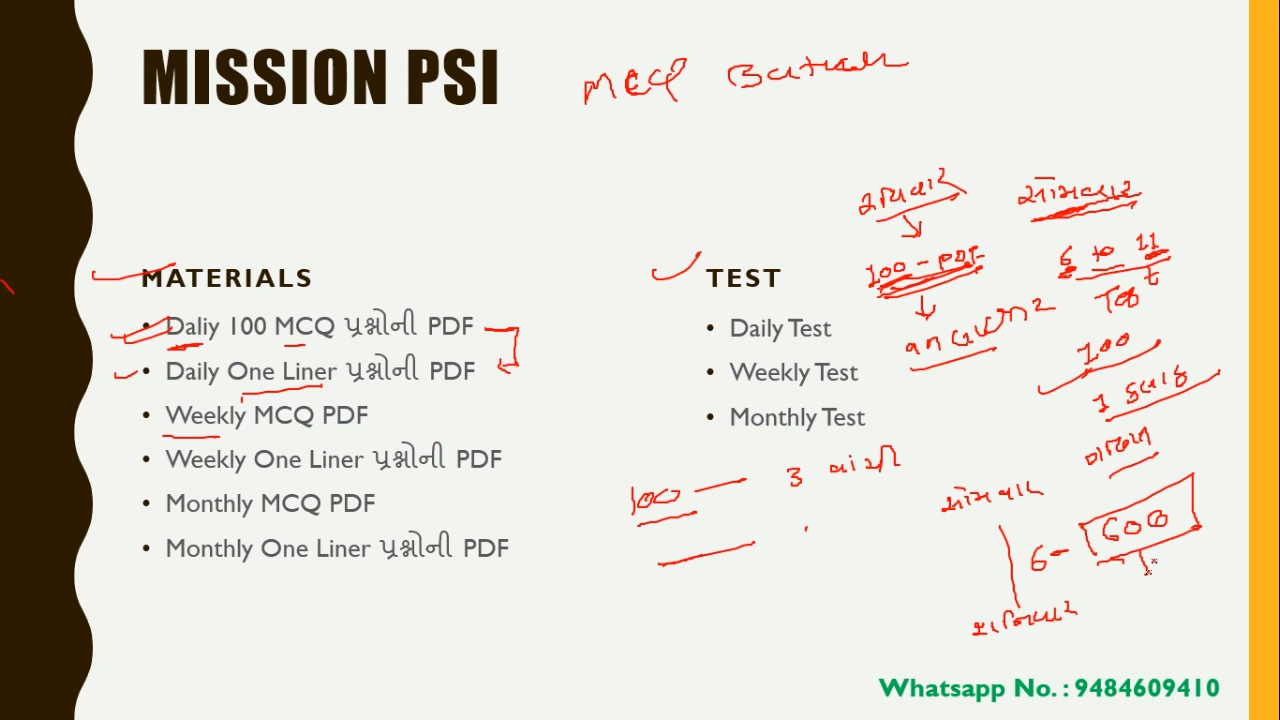 MISSION PSI
MCQ
રવિવારે
સોમવાર
MATERIALS
Daliy 100 MCQ પ્રશ્નોની PDF
Daily One Liner પ્રશ્નોની PDF
Weekly MCQ PDF
Weekly One Liner પ્રશ્નોની PDF
Monthly MCQ PDF
Monthly One Liner પ્રશ્નોની PDF
TEST
Daily Test
Weekly Test
Monthly Test
100 - PDF
6 to 11
100
1 કલાક
100
3 વાંચી
સોમવાર
6 - 600
શનિવાર
Whatsapp No. : 9484609410